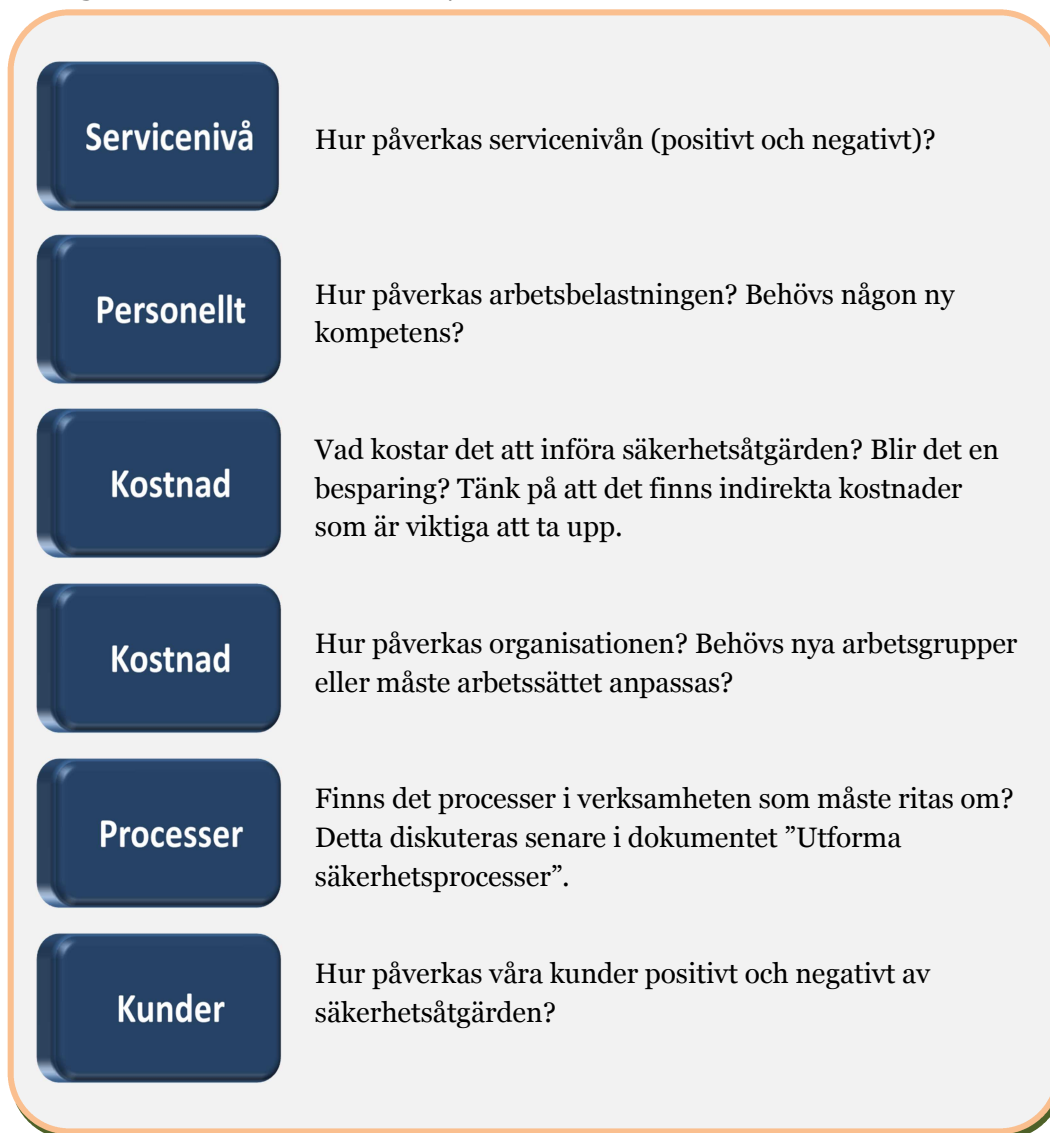 Servicenivå
Hur påverkas servicenivån (positivt och negativt)?
Personellt
Hur påverkas arbetsbelastningen? Behövs någon ny
kompetens?
Kostnad
Vad kostar det att införa säkerhetsåtgärden? Blir det en
besparing? Tänk på att det finns indirekta kostnader
som är viktiga att ta upp.
Kostnad
Hur påverkas organisationen? Behövs nya arbetsgrupper
eller måste arbetssättet anpassas?
Processer
Finns det processer i verksamheten som måste ritas om?
Detta diskuteras senare i dokumentet ”Utforma
säkerhetsprocesser”.
Kunder
Hur påverkas våra kunder positivt och negativt av
säkerhetsåtgärden?